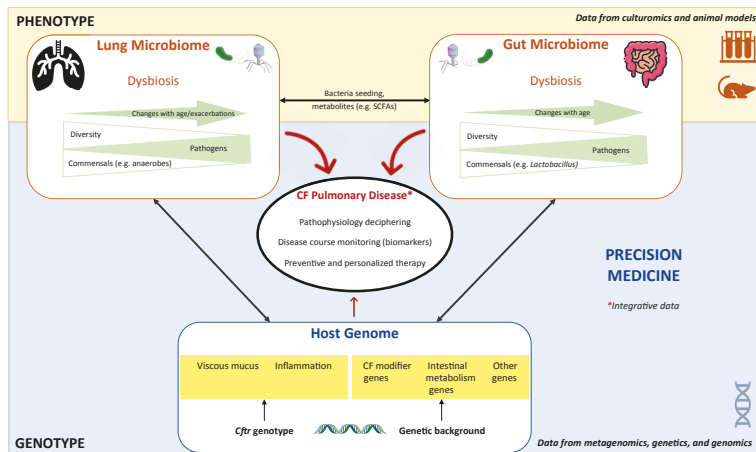 PHENOTYPE
Data from culturomics and animal models
Lung Microbiome
Dysbiosis
Changes with age/exacerbations
Diversity
Pathogens
Commensals (e.g. anaerobes)
Bacteria seeding,
metabolites (e.g. SCFAs)
Gut Microbiome
Dysbiosis
Changes with age
Diversity
Pathogens
Commensals (e.g. Lactobacillus)
CF Pulmonary Disease*
Pathophysiology deciphering
Disease course monitoring (biomarkers)
Preventive and personalized therapy
PRECISION
MEDICINE
*Integrative data
Host Genome
Viscous mucus
Inflammation
CF modifier
genes
Intestinal
metabolism
genes
Other
genes
Cftr genotype
Genetic background
GENOTYPE
Data from metagenomics, genetics, and genomics